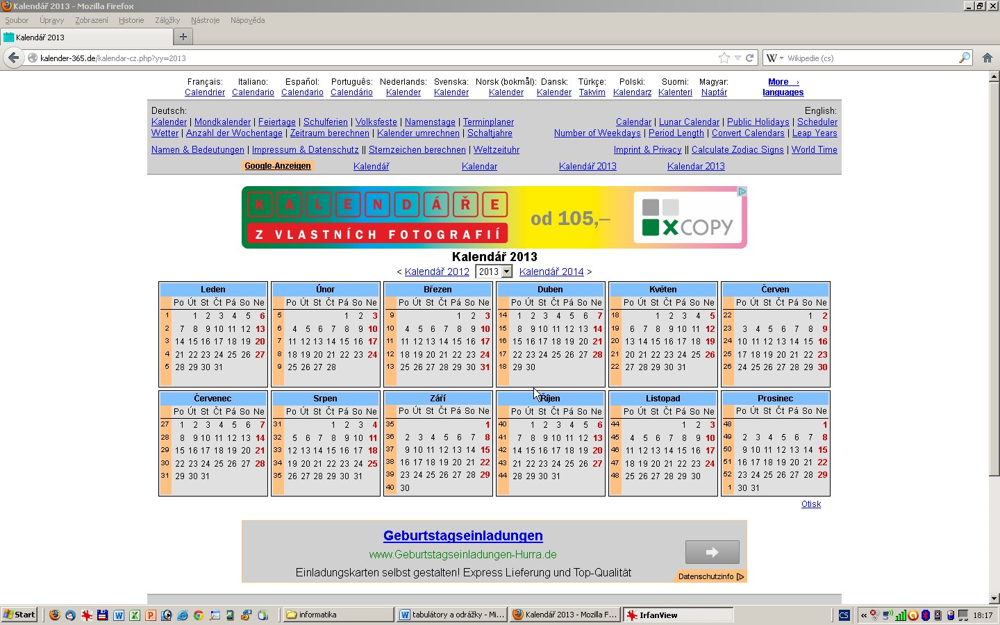 Kalendář 2013 - Mozilla Firefox
Soubor Úpravy Zobrazení Historie Záložky Nástroje Nápověda
Kalendář 2013 +
kalender-365.de/kalendar-cz.php?yy=2013 W Wikipedie (cs)
Français: Italiano: Español: Português: Nederlands: Svenska: Norsk (bokmål): Dansk: Türkçe: Polski: Suomi: Magyar: More ›
Calendrier Calendario Calendario Calendário Kalender Kalender Kalender Kalender Takvim Kalendarz Kalenteri Naptár languages
Deutsch: English:
Kalender | Mondkalender | Feiertage | Schulferien | Volksfeste | Namenstage | Terminplaner Calendar | Lunar Calendar | Public Holidays | Scheduler
Wetter | Anzahl der Wochentage | Zeitraum berechnen | Kalender umrechnen | Schaltjahre Number of Weekdays | Period Length | Convert Calendars | Leap Years
Namen & Bedeutungen | Impressum & Datenschutz || Sternzeichen berechnen | Weltzeituhr Imprint & Privacy || Calculate Zodiac Signs | World Time
Google-Anzeigen Kalendář Kalendar Kalendář 2013 Kalendar 2013
KALENDÁŘE
Z VLASTNÍCH FOTOGRAFIÍ
od 105,–
XCOPY
Kalendář 2013
< Kalendář 2012 2013 Kalendář 2014 >
Leden Únor Březen Duben Květen Červen
Po Út St Čt Pá So Ne Po Út St Čt Pá So Ne Po Út St Čt Pá So Ne Po Út St Čt Pá So Ne Po Út St Čt Pá So Ne Po Út St Čt Pá So Ne
1 1 2 3 4 5 6 5 1 2 3 9 1 2 3 14 1 2 3 4 5 6 7 18 1 2 3 4 5 22 1 2
2 7 8 9 10 11 12 13 6 4 5 6 7 8 9 10 10 4 5 6 7 8 9 10 15 8 9 10 11 12 13 14 19 6 7 8 9 10 11 12 23 3 4 5 6 7 8 9
3 14 15 16 17 18 19 20 7 11 12 13 14 15 16 17 11 11 12 13 14 15 16 17 16 15 16 17 18 19 20 21 20 13 14 15 16 17 18 19 24 10 11 12 13 14 15 16
4 21 22 23 24 25 26 27 8 18 19 20 21 22 23 24 12 18 19 20 21 22 23 24 17 22 23 24 25 26 27 28 21 20 21 22 23 24 25 26 25 17 18 19 20 21 22 23
5 28 29 30 31 9 25 26 27 28 13 25 26 27 28 29 30 31 18 29 30 22 27 28 29 30 31 26 24 25 26 27 28 29 30
Červenec Srpen Září Říjen Listopad Prosinec
Po Út St Čt Pá So Ne Po Út St Čt Pá So Ne Po Út St Čt Pá So Ne Po Út St Čt Pá So Ne Po Út St Čt Pá So Ne Po Út St Čt Pá So Ne
27 1 2 3 4 5 6 7 31 1 2 3 4 35 1 40 1 2 3 4 5 6 44 1 2 3 48 1
28 8 9 10 11 12 13 14 32 5 6 7 8 9 10 11 36 2 3 4 5 6 7 8 41 7 8 9 10 11 12 13 45 4 5 6 7 8 9 10 49 2 3 4 5 6 7 8
29 15 16 17 18 19 20 21 33 12 13 14 15 16 17 18 37 9 10 11 12 13 14 15 42 14 15 16 17 18 19 20 46 11 12 13 14 15 16 17 50 9 10 11 12 13 14 15
30 22 23 24 25 26 27 28 34 19 20 21 22 23 24 25 38 16 17 18 19 20 21 22 43 21 22 23 24 25 26 27 47 18 19 20 21 22 23 24 51 16 17 18 19 20 21 22
31 29 30 31 35 26 27 28 29 30 31 39 23 24 25 26 27 28 29 44 28 29 30 31 48 25 26 27 28 29 30 52 23 24 25 26 27 28 29
40 30 1 30 31
Otisk
Geburtstagseinladungen
www.Geburtstagseinladungen-Hurra.de
Einladungskarten selbst gestalten! Express Lieferung und Top-Qualität
Datenschutzinfo
Start informatika tabulátory a odrážky - Mi... Kalendář 2013 - Mozilla F... IrfanView CS « 18:17